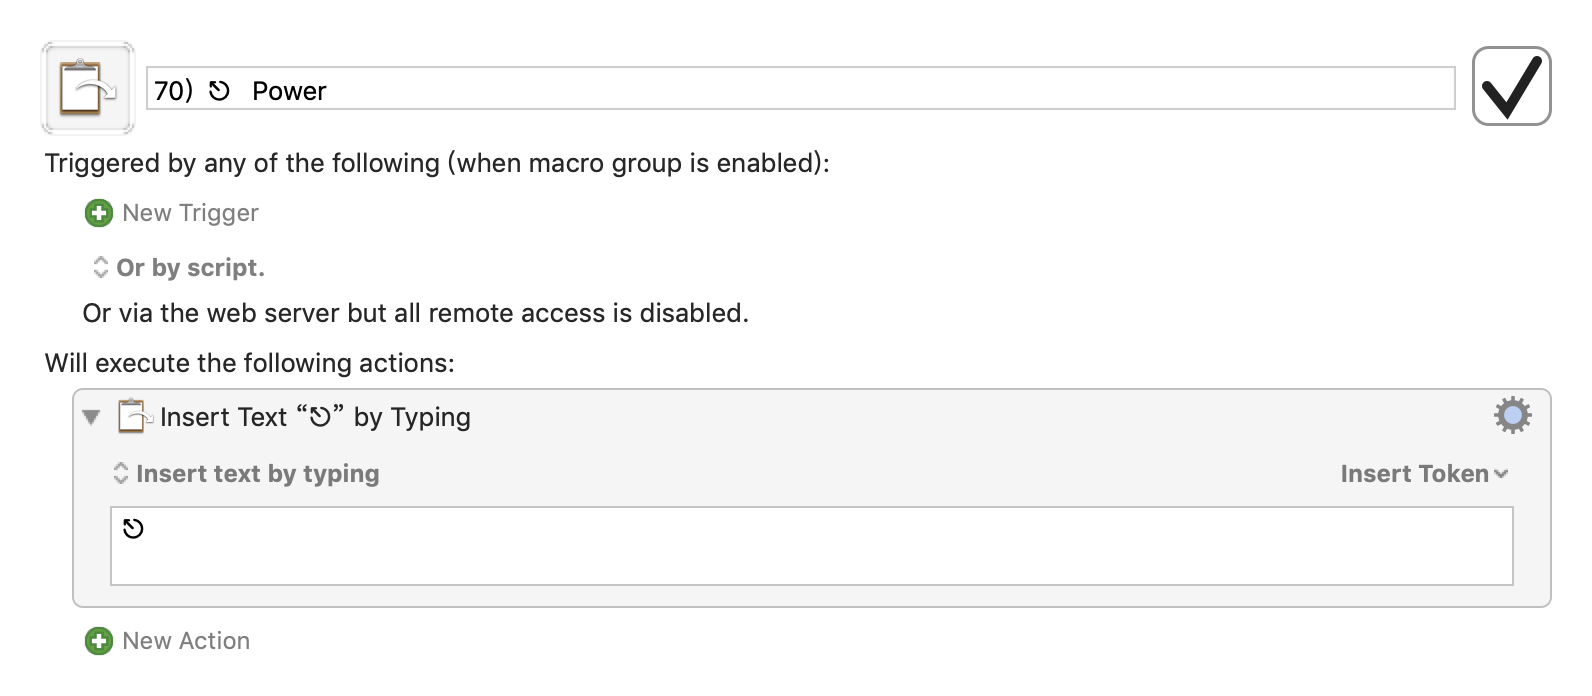 70) ⎋ Power
Triggered by any of the following (when macro group is enabled):
New Trigger
Or by script.
Or via the web server but all remote access is disabled.
Will execute the following actions:
Insert Text “⎋” by Typing
Insert text by typing
Insert Token
⎋
New Action